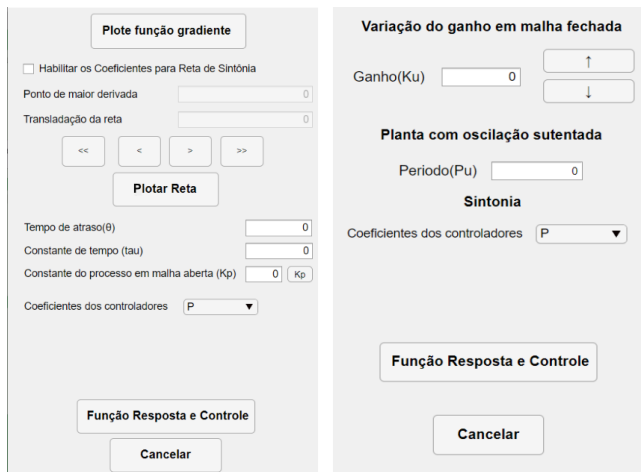 Plote função gradiente
Habilitar os Coeficientes para Reta de Sintônia
Ponto de maior derivada 0
Transladação da reta 0
<< < > >>
Plotar Reta
Tempo de atraso(θ) 0
Constante de tempo (tau) 0
Constante do processo em malha aberta (Kp) 0 Kp
Coeficientes dos controladores P
Função Resposta e Controle
Cancelar
Variação do ganho em malha fechada
Ganho(Ku) 0 ↑
↓
Planta com oscilação sutentada
Periodo(Pu) 0
Sintonia
Coeficientes dos controladores P
Função Resposta e Controle
Cancelar